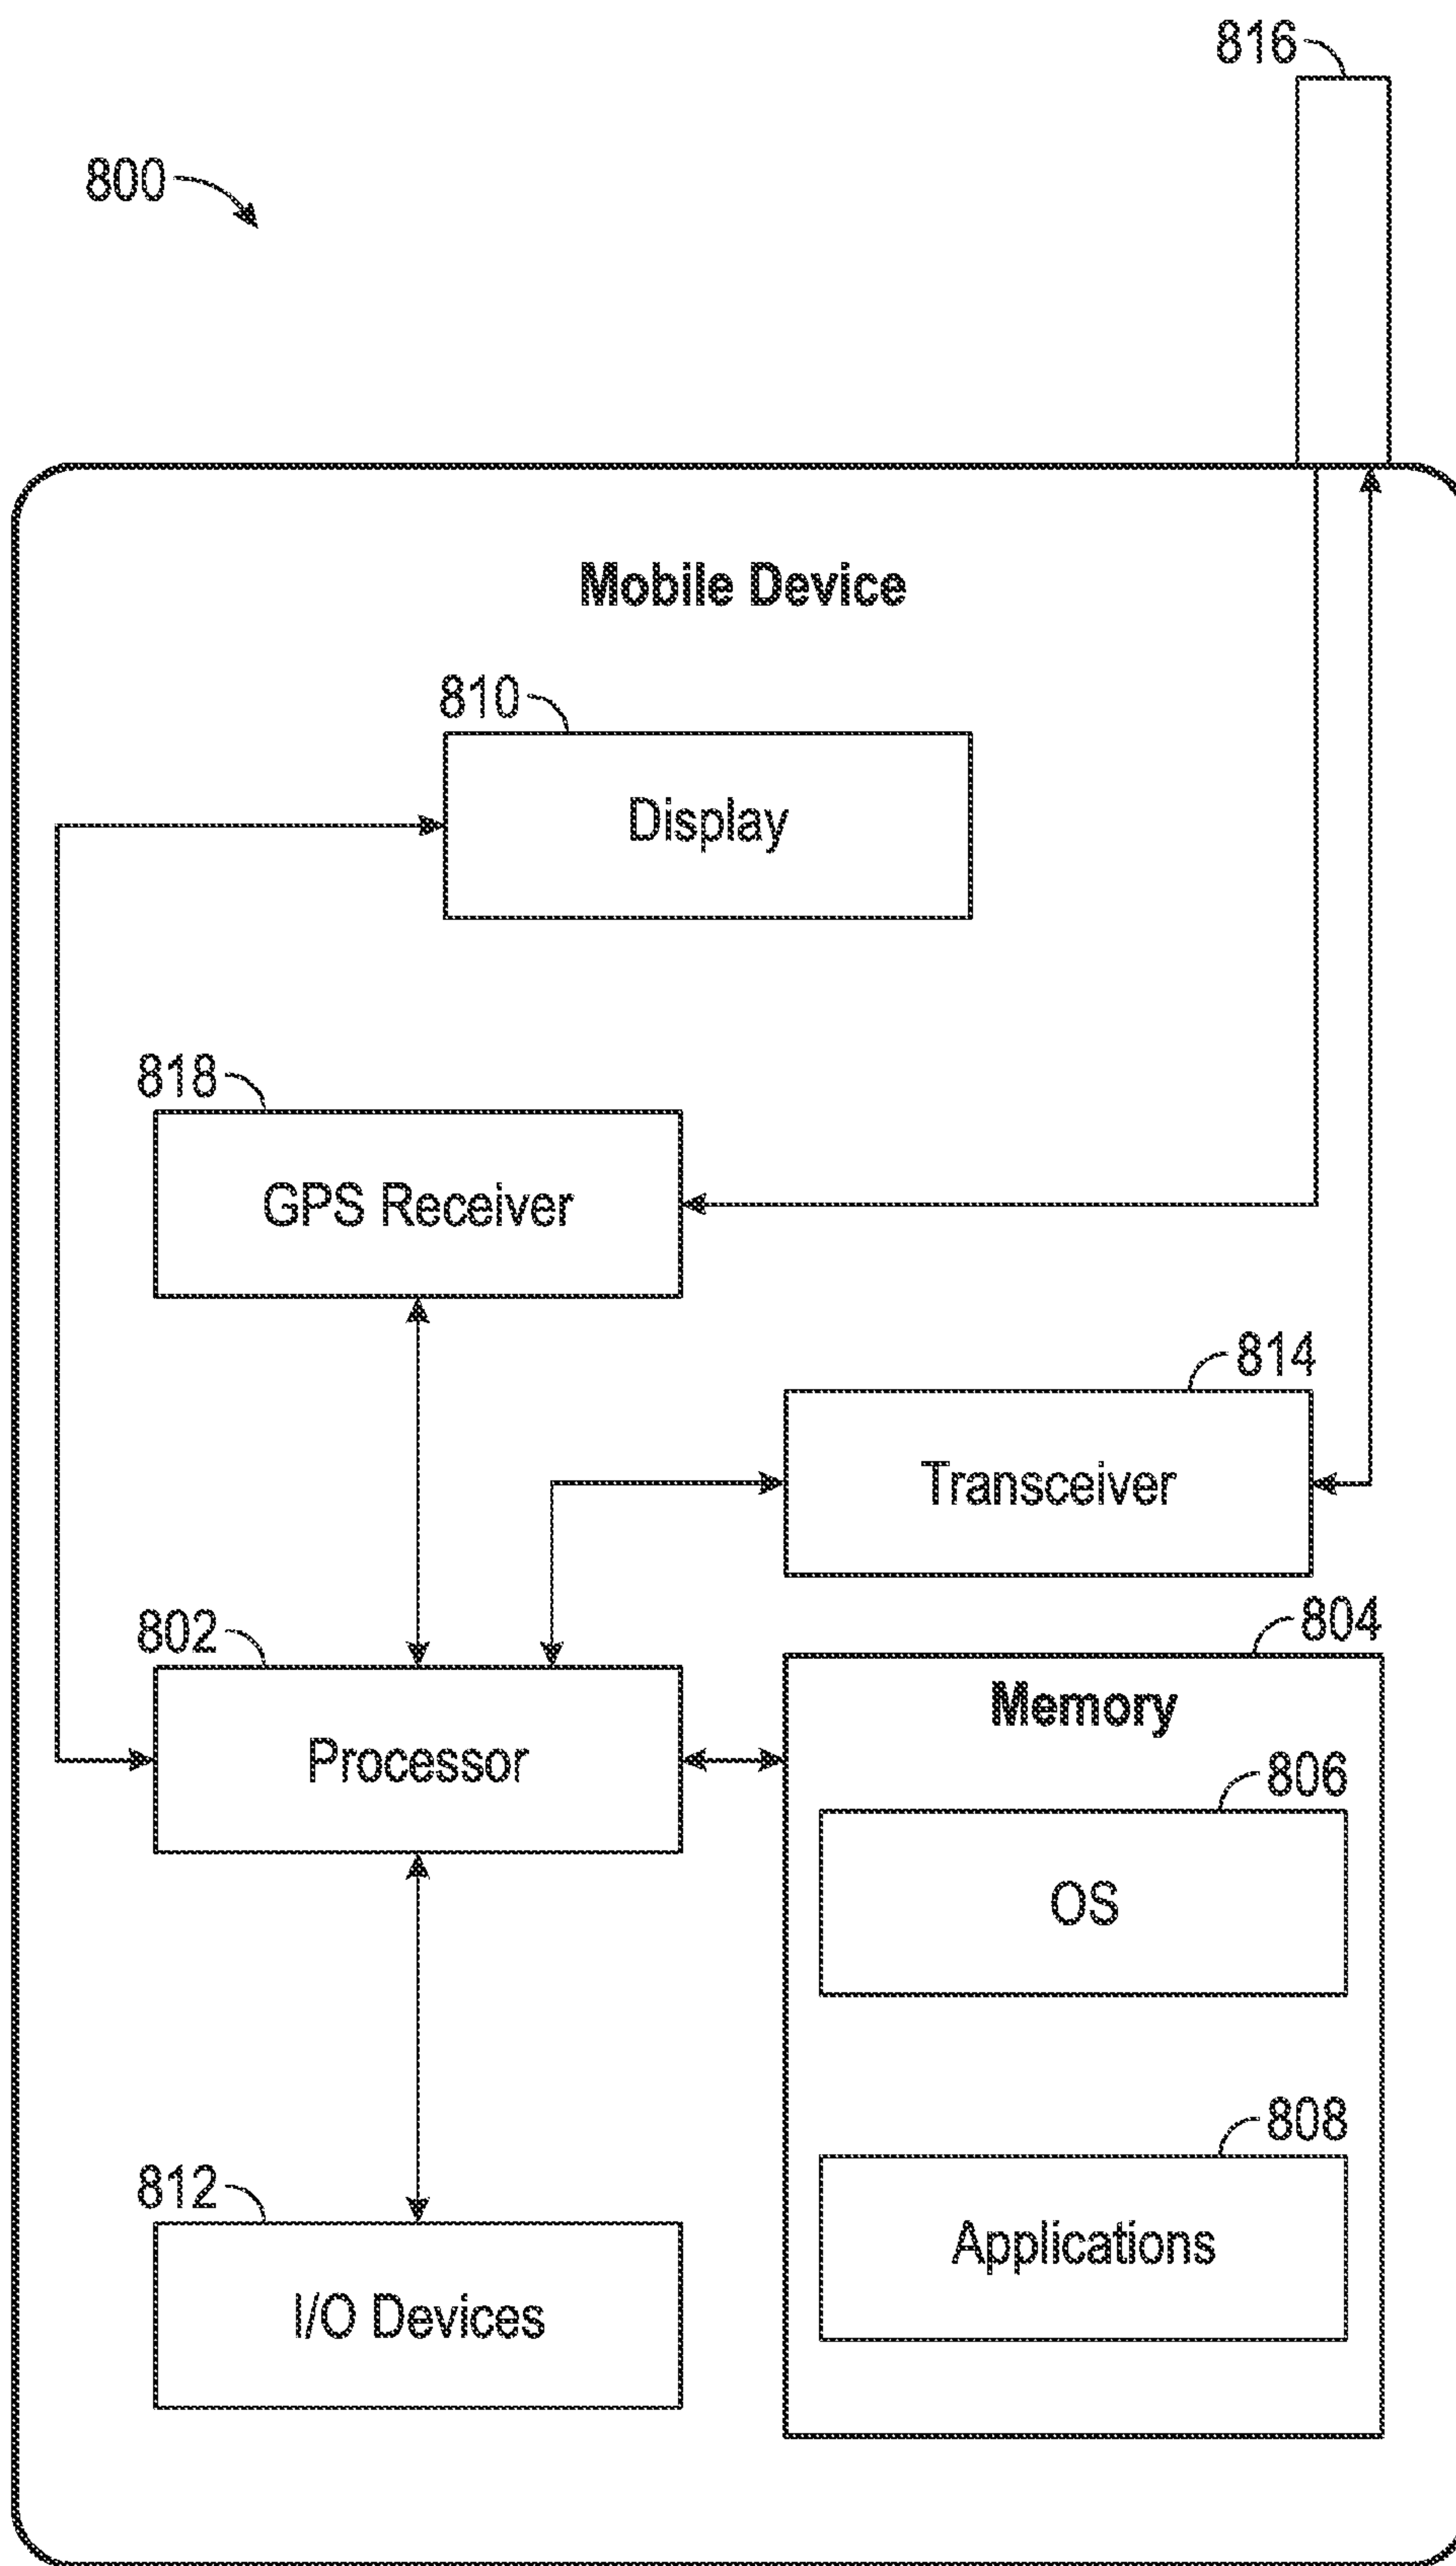 816
800
Mobile Device
810
Display
818
GPS Receiver
814
Transceiver
802
804
Processor
Memory
806
OS
808
812
Applications
I/O Devices